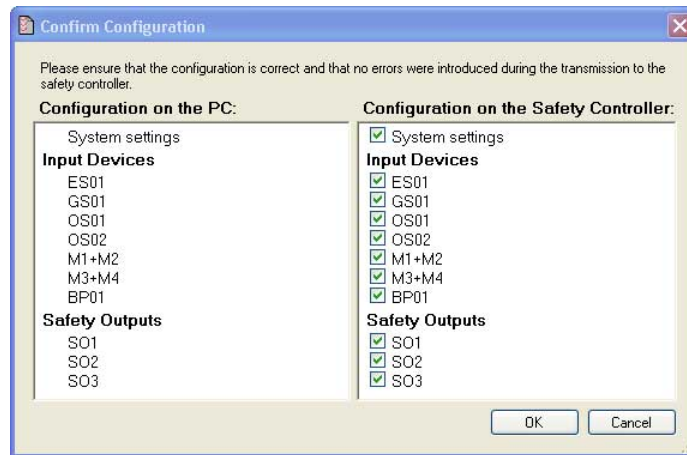 Confirm Configuration
Please ensure that the configuration is correct and that no errors were introduced during the transmission to the
safety controller.
Configuration on the PC:
System settings
Input Devices
ES01
GS01
OS01
OS02
M1+M2
M3+M4
BP01
Safety Outputs
SO1
SO2
SO3
Configuration on the Safety Controller:
System settings
Input Devices
ES01
GS01
OS01
OS02
M1+M2
M3+M4
BP01
Safety Outputs
SO1
SO2
SO3
OK
Cancel